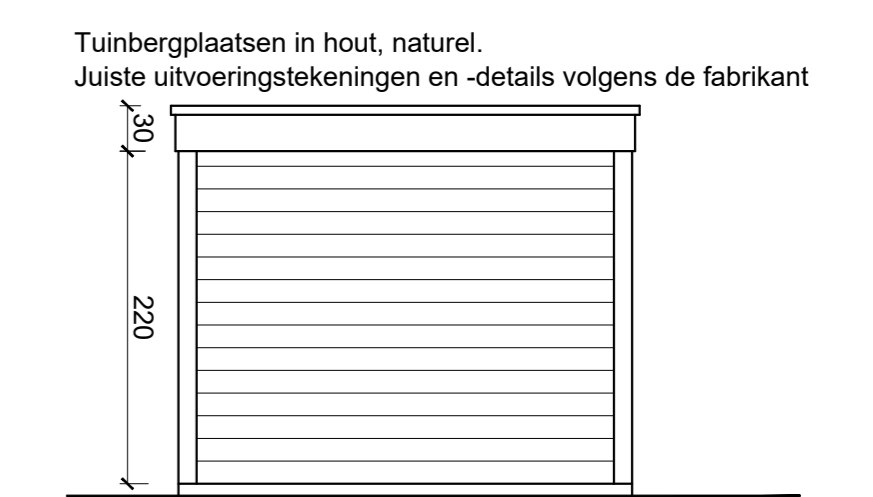 Tuinbergplaatsen in hout, naturel.
Juiste uitvoeringstekeningen en -details volgens de fabrikant
30
220